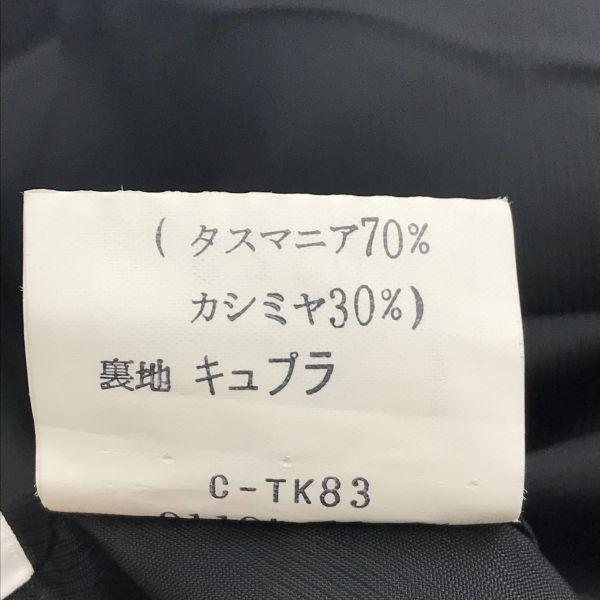 ( タスマニア70%
カシミヤ30%)
裏地 キュプラ
C-TK83